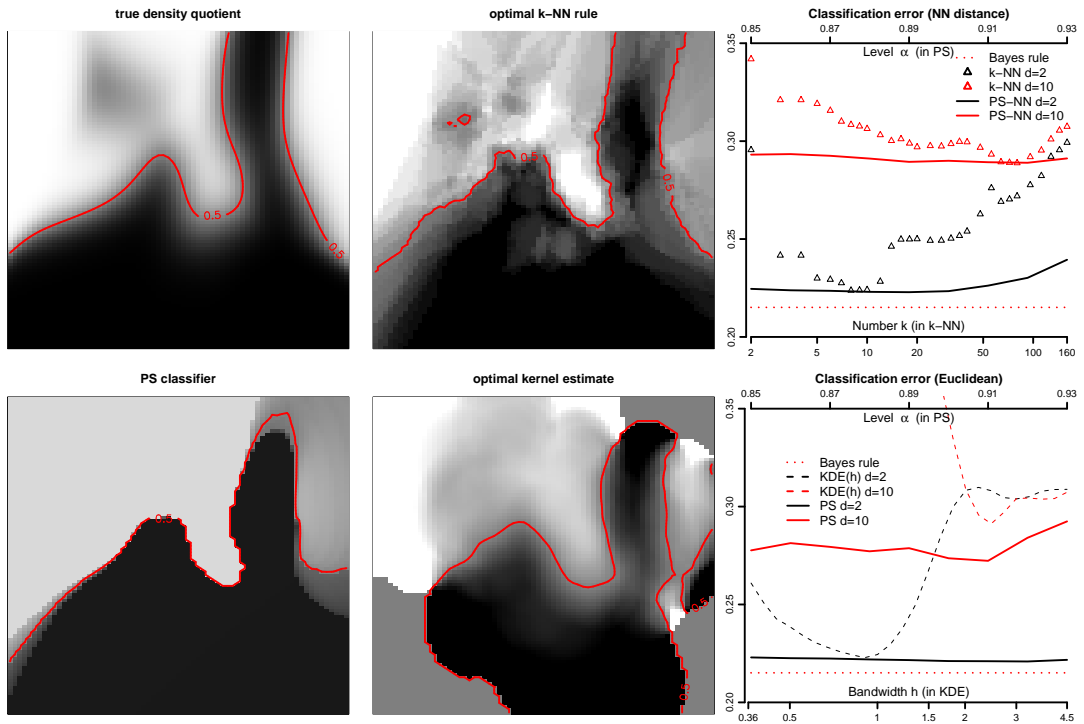 true density quotient
0.5
0.5
optimal k−NN rule
0.5
0.5
Classification error (NN distance)
0.85 0.87 0.89 0.91 0.93
Level α (in PS)
Bayes rule
k−NN d=2
k−NN d=10
PS−NN d=2
PS−NN d=10
0.35
0.30
0.25
0.20
Number k (in k−NN)
2 5 10 20 50 100 160
PS classifier
0.5
optimal kernel estimate
0.5
Classification error (Euclidean)
0.85 0.87 0.89 0.91 0.93
Level α (in PS)
Bayes rule
KDE(h) d=2
KDE(h) d=10
PS d=2
PS d=10
0.35
0.30
0.25
0.20
Bandwidth h (in KDE)
0.36 0.5 1 1.5 2 3 4.5